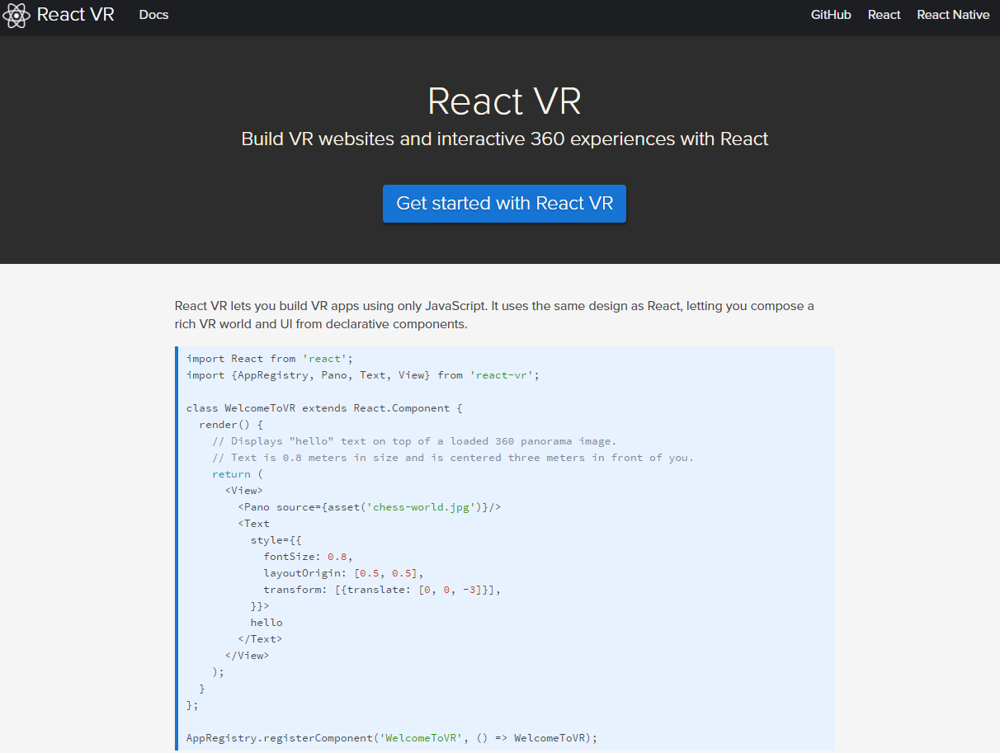 React VR Docs GitHub React React Native
React VR
Build VR websites and interactive 360 experiences with React
Get started with React VR
React VR lets you build VR apps using only JavaScript. It uses the same design as React, letting you compose a
rich VR world and UI from declarative components.
import React from 'react';
import {AppRegistry, Pano, Text, View} from 'react-vr';

class WelcomeToVR extends React.Component {
  render() {
    // Displays "hello" text on top of a loaded 360 panorama image.
    // Text is 0.8 meters in size and is centered three meters in front of you.
    return (
      <View>
        <Pano source={asset('chess-world.jpg')}/>
        <Text
          style={{
            fontSize: 0.8,
            layoutOrigin: [0.5, 0.5],
            transform: [{translate: [0, 0, -3]}],
          }}>
          hello
        </Text>
      </View>
    );
  }
};

AppRegistry.registerComponent('WelcomeToVR', () => WelcomeToVR);